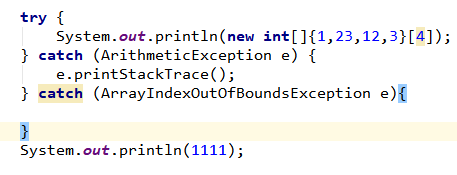 try {
    System.out.println(new int[]{1,23,12,3}[4]);
} catch (ArithmeticException e) {
    e.printStackTrace();
} catch (ArrayIndexOutOfBoundsException e){
}
System.out.println(1111);